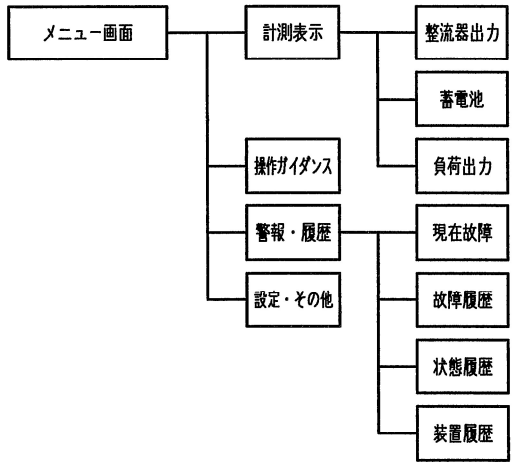 メニュー画面
計測表示
整流器出力
蓄電池
負荷出力
操作ガイダンス
警報・履歴
現在故障
故障履歴
状態履歴
装置履歴
設定・その他